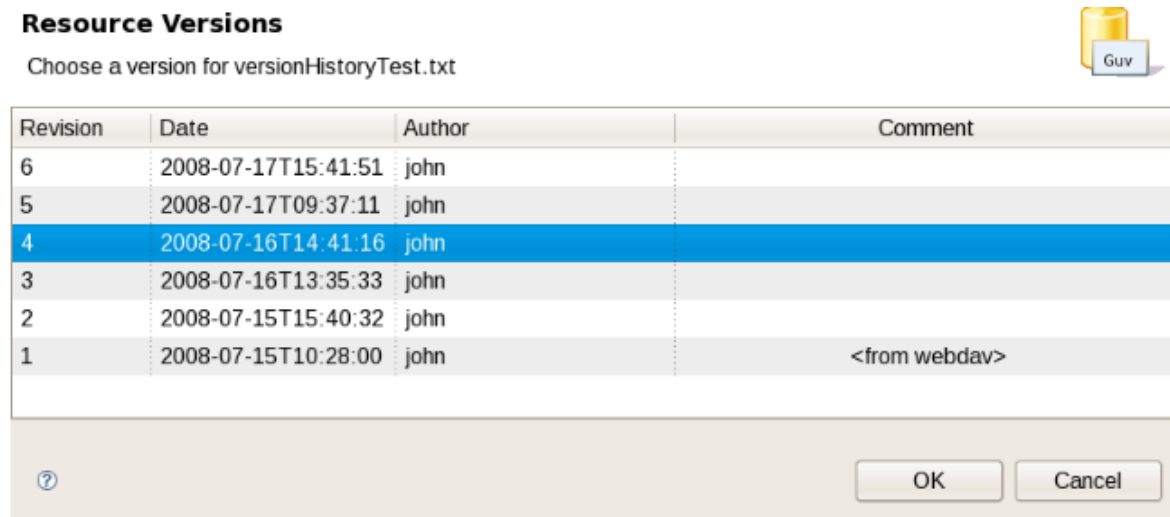 Resource Versions
Choose a version for versionHistoryTest.txt
Guv
Revision Date Author Comment
6 2008-07-17T15:41:51 john
5 2008-07-17T09:37:11 john
4 2008-07-16T14:41:16 john
3 2008-07-16T13:35:33 john
2 2008-07-15T15:40:32 john
1 2008-07-15T10:28:00 john <from webdav>
? OK Cancel